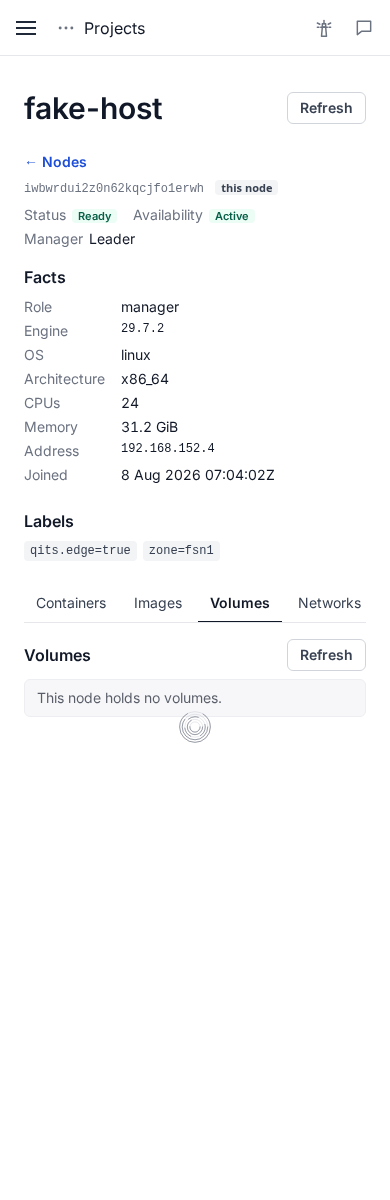 Projects
fake-host
Refresh
← Nodes
iwbwrdui2z0n62kqcjfo1erwh this node
Status Ready Availability Active
Manager Leader
Facts
Role manager
Engine 29.7.2
OS linux
Architecture x86_64
CPUs 24
Memory 31.2 GiB
Address 192.168.152.4
Joined 8 Aug 2026 07:04:02Z
Labels
qits.edge=true zone=fsn1
Containers Images Volumes Networks
Volumes
Refresh
This node holds no volumes.